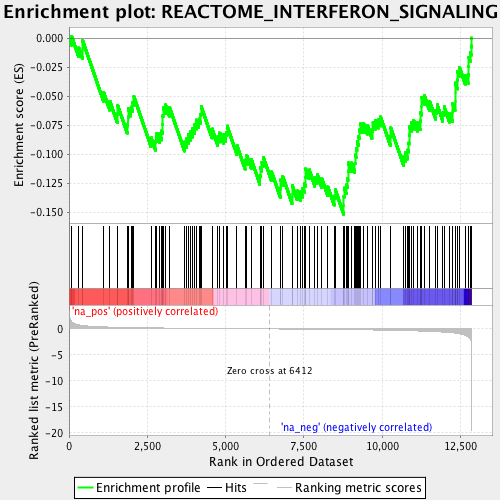 Enrichment plot: REACTOME_INTERFERON_SIGNALING
Enrichment score (ES)
0.000
-0.025
-0.050
-0.075
-0.100
-0.125
-0.150
'na_pos' (positively correlated)
Ranked list metric (PreRanked)
0
-5
-10
-15
-20
Zero cross at 6412
'na_neg' (negatively correlated)
0
2,500
5,000
7,500
10,000
12,500
Rank in Ordered Dataset
Enrichment profile
Hits
Ranking metric scores